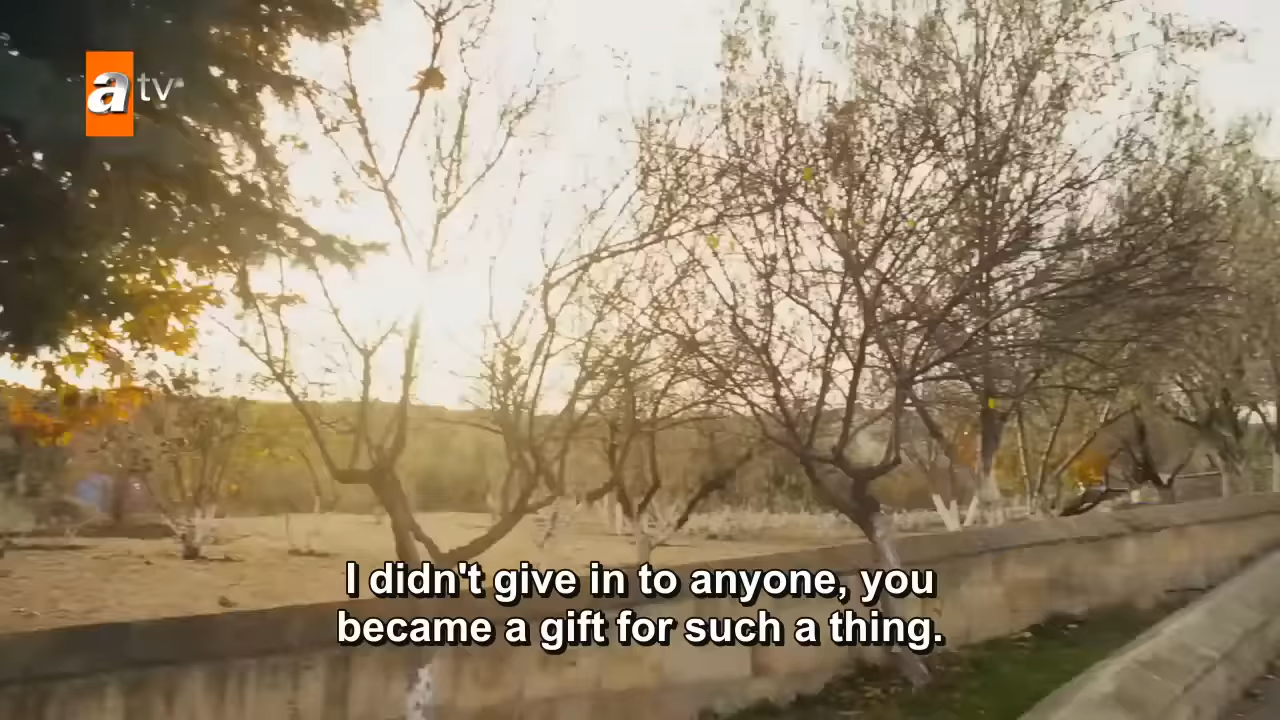 atv
I didn't give in to anyone, you
became a gift for such a thing.